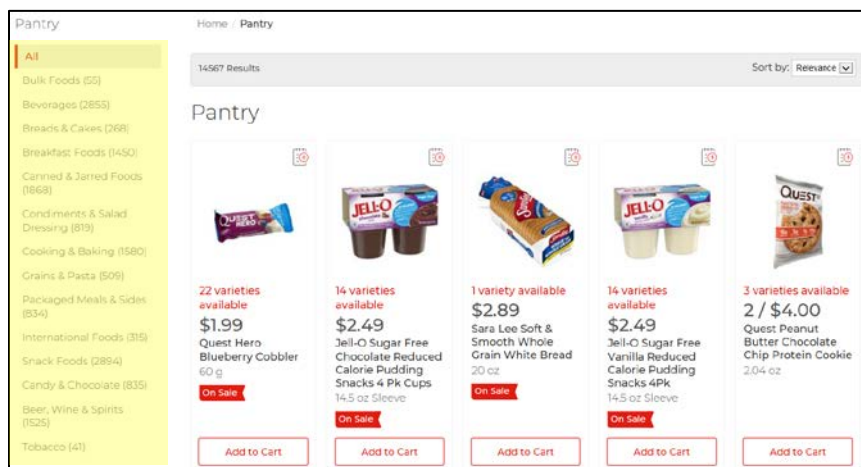 Pantry
All
Bulk Foods (55)
Beverages (2855)
Breads & Cakes (268)
Breakfast Foods (1450)
Canned & Jarred Foods
(1868)
Condiments & Salad
Dressing (819)
Cooking & Baking (1580)
Grains & Pasta (509)
Packaged Meals & Sides
(834)
International Foods (315)
Snack Foods (2894)
Candy & Chocolate (835)
Beer, Wine & Spirits
(1525)
Tobacco (41)
Home / Pantry
14567 Results
Sort by: Relevance
Pantry
QUEST
HERO
22 varieties
available
$1.99
Quest Hero
Blueberry Cobbler
60 g
On Sale
JELL-O
chocolate
14 varieties
available
$2.49
Jell-O Sugar Free
Chocolate Reduced
Calorie Pudding
Snacks 4 Pk Cups
14.5 oz Sleeve
On Sale
Add to Cart
1 variety available
$2.89
Sara Lee Soft &
Smooth Whole
Grain White Bread
20 oz
On Sale
Add to Cart
JELL-O
vanilla
14 varieties
available
$2.49
Jell-O Sugar Free
Vanilla Reduced
Calorie Pudding
Snacks 4Pk
14.5 oz Sleeve
On Sale
Add to Cart
QUEST
3 varieties available
2 / $4.00
Quest Peanut
Butter Chocolate
Chip Protein Cookie
2.04 oz
Add to Cart
Add to Cart